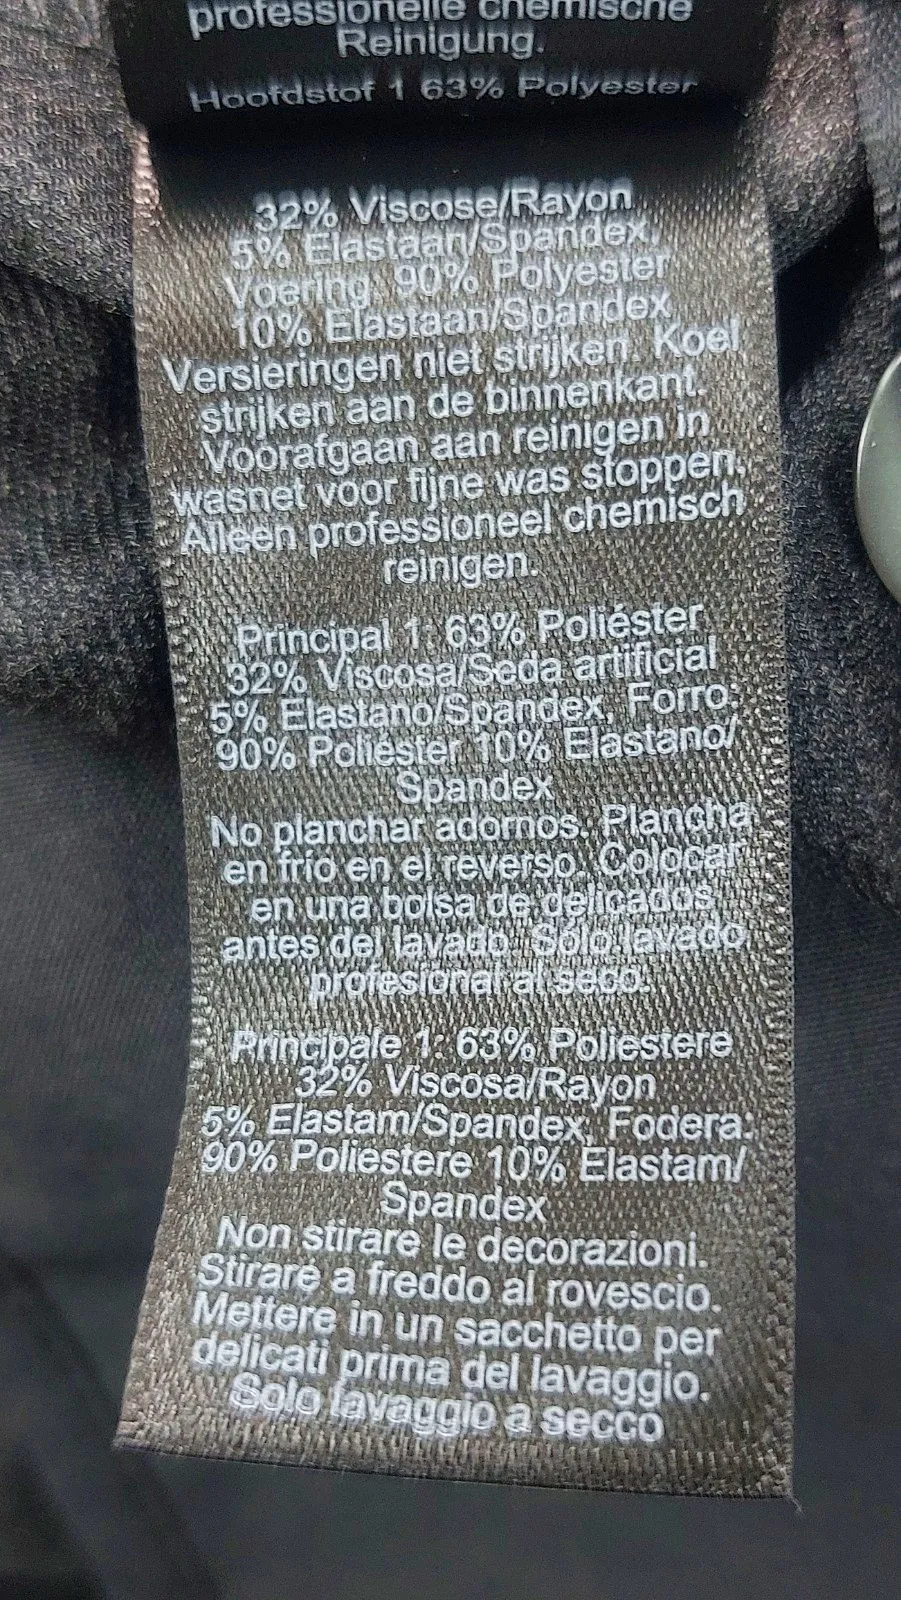 professionelle chemische
Reinigung.
Hoofdstof 1 63% Polyester
32% Viscose/Rayon
5% Elastaan/Spandex,
Voering: 90% Polyester
10% Elastaan/Spandex
Versieringen niet strijken. Koel
strijken aan de binnenkant.
Voorafgaan aan reinigen in
wasnet voor fijne was stoppen.
Alleen professioneel chemisch
reinigen.
Principal 1: 63% Poliéster
32% Viscosa/Seda artificial
5% Elastano/Spandex, Forro:
90% Poliéster 10% Elastano/
Spandex
No planchar adornos. Plancha
en frío en el reverso. Colocar
en una bolsa de delicados
antes del lavado. Sólo lavado
profesional al seco.
Principale 1: 63% Poliestere
32% Viscosa/Rayon
5% Elastam/Spandex, Fodera:
90% Poliestere 10% Elastam/
Spandex
Non stirare le decorazioni.
Stirare a freddo al rovescio.
Mettere in un sacchetto per
delicati prima del lavaggio.
Solo lavaggio a secco